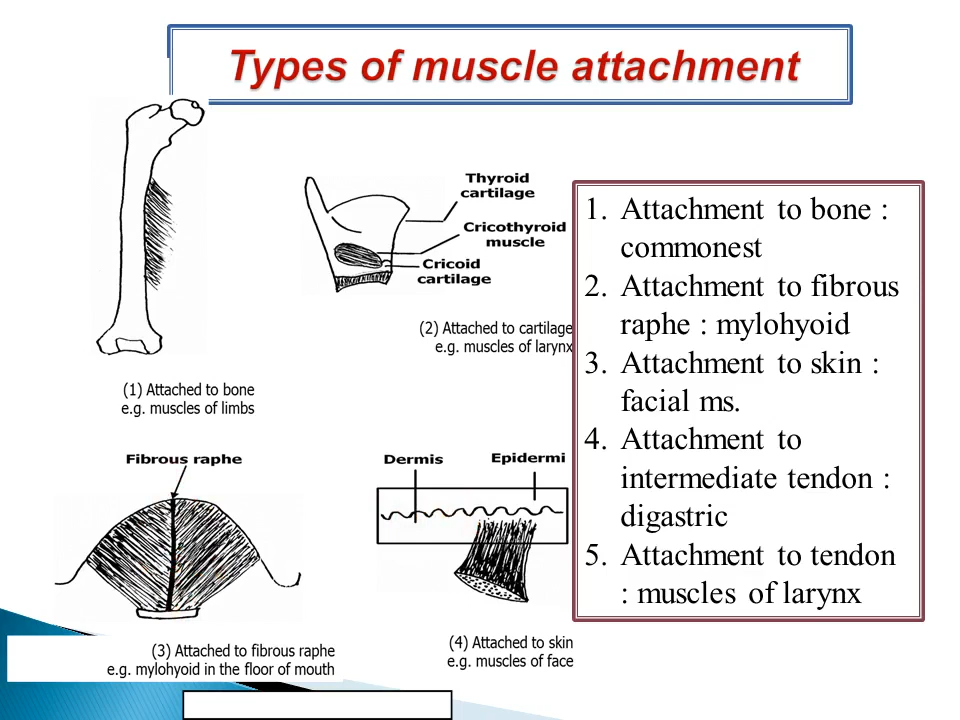 Types of muscle attachment
Thyroid
cartilage
Cricothyroid
muscle
Cricoid
cartilage
(2) Attached to cartilage
e.g. muscles of larynx
(1) Attached to bone
e.g. muscles of limbs
Fibrous raphe
Dermis
Epidermi
(3) Attached to fibrous raphe
e.g. mylohyoid in the floor of mouth
(4) Attached to skin
e.g. muscles of face
1. Attachment to bone :
commonest
2. Attachment to fibrous
raphe : mylohyoid
3. Attachment to skin :
facial ms.
4. Attachment to
intermediate tendon :
digastric
5. Attachment to tendon
: muscles of larynx